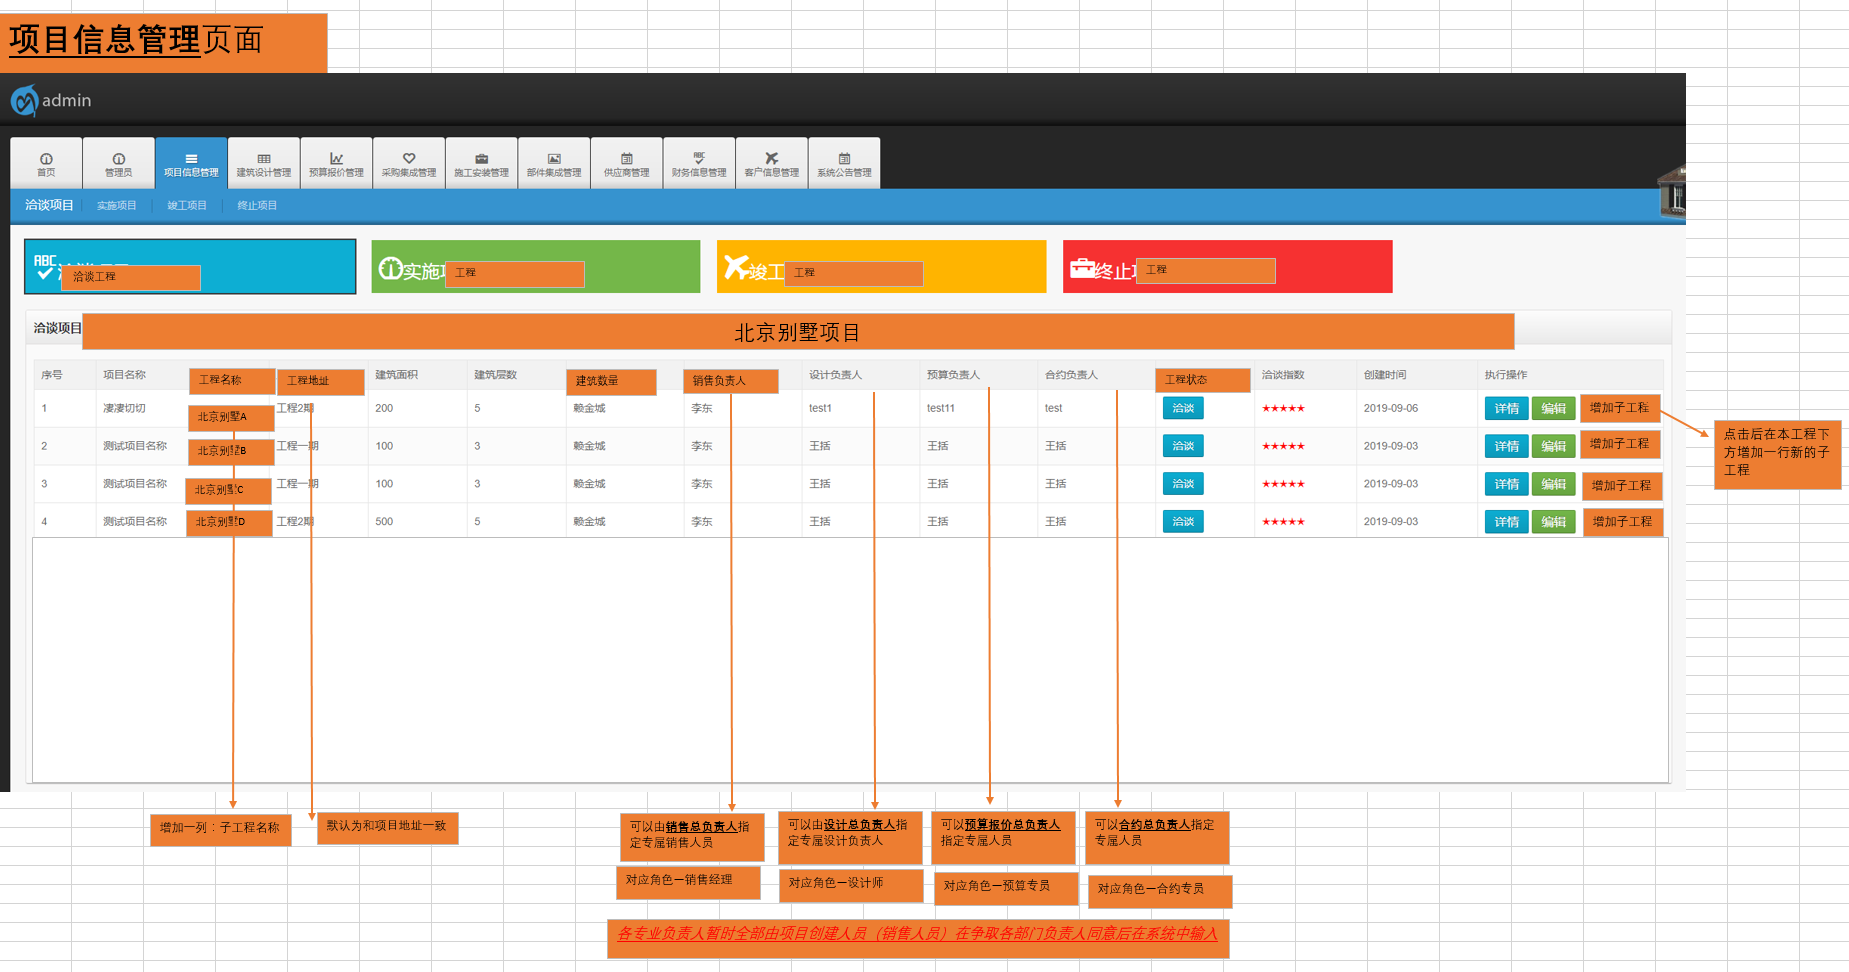 项目信息管理页面
admin
首页
管理员
项目信息管理
建筑设计管理
预算报价管理
采购集成管理
施工安装管理
部件集成管理
供应商管理
ABC
财务信息管理
客户信息管理
系统公告管理
洽谈项目 实施项目 竣工项目 终止项目
ABC
洽谈工程
实施 工程
竣工 工程
终止 工程
洽谈项目
北京别墅项目
序号 项目名称 工程名称 工程地址 建筑面积 建筑层数 建筑数量 销售负责人 设计负责人 预算负责人 合约负责人 工程状态 洽谈指数 创建时间 执行操作
1 凄凄切切 北京别墅A 工程2期 200 5 赖金城 李东 test1 test11 test 洽谈 ★★★★★ 2019-09-06 详情 编辑 增加子工程
2 测试项目名称 北京别墅B 工程一期 100 3 赖金城 李东 王括 王括 王括 洽谈 ★★★★★ 2019-09-03 详情 编辑 增加子工程
3 测试项目名称 北京别墅C 工程一期 100 3 赖金城 李东 王括 王括 王括 洽谈 ★★★★★ 2019-09-03 详情 编辑 增加子工程
4 测试项目名称 北京别墅D 工程2期 500 5 赖金城 李东 王括 王括 王括 洽谈 ★★★★★ 2019-09-03 详情 编辑 增加子工程
点击后在本工程下
方增加一行新的子
工程
增加一列：子工程名称
默认为和项目地址一致
可以由销售总负责人指
定专属销售人员
可以由设计总负责人指
定专属设计负责人
可以预算报价总负责人
指定专属人员
可以合约总负责人指定
专属人员
对应角色—销售经理
对应角色—设计师
对应角色—预算专员
对应角色—合约专员
各专业负责人暂时全部由项目创建人员（销售人员）在争取各部门负责人同意后在系统中输入